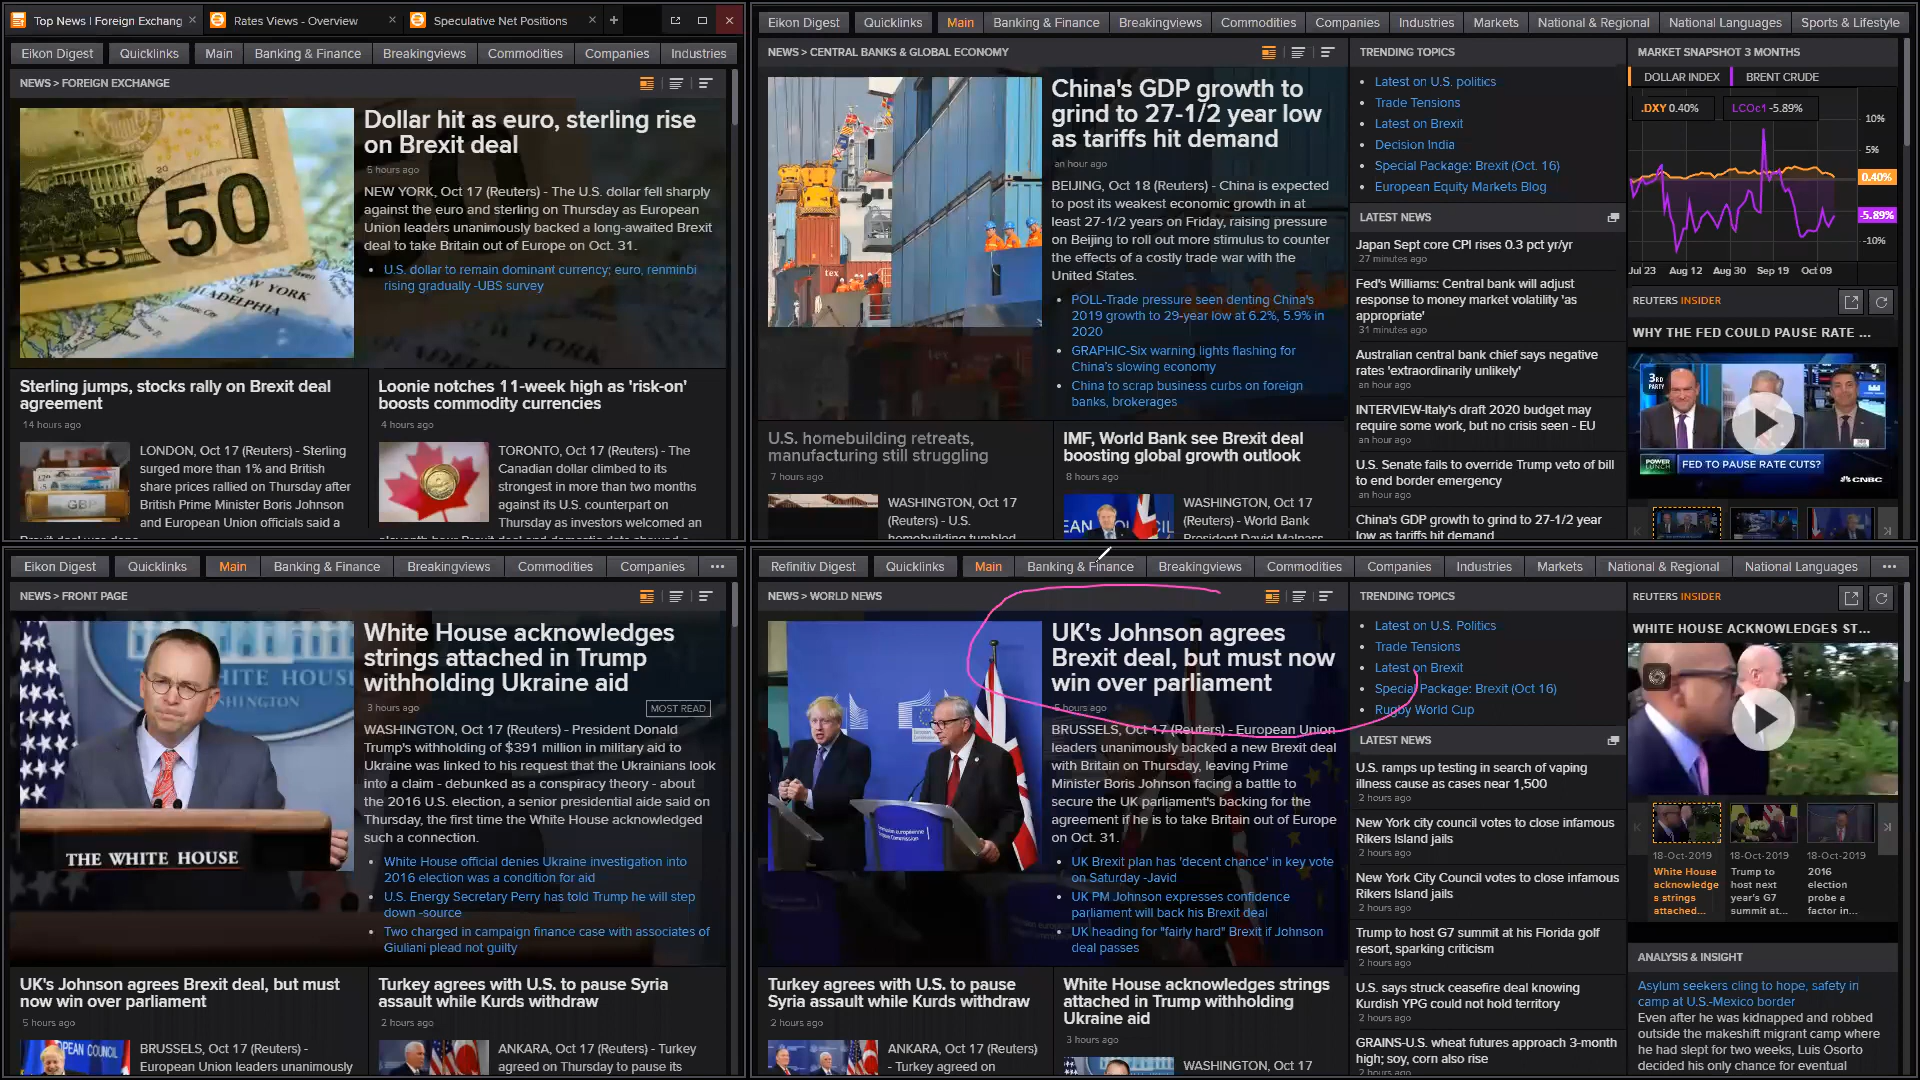 Top News | Foreign Exchang
Rates Views - Overview
Speculative Net Positions
Eikon Digest
Quicklinks
Main
Banking & Finance
Breakingviews
Commodities
Companies
Industries
NEWS > FOREIGN EXCHANGE
Dollar hit as euro, sterling rise
on Brexit deal
5 hours ago
NEW YORK, Oct 17 (Reuters) - The U.S. dollar fell sharply
against the euro and sterling on Thursday as European
Union leaders unanimously backed a long-awaited Brexit
deal to take Britain out of Europe on Oct. 31.
• U.S. dollar to remain dominant currency; euro, renminbi
rising gradually -UBS survey
Sterling jumps, stocks rally on Brexit deal
agreement
14 hours ago
LONDON, Oct 17 (Reuters) - Sterling
surged more than 1% and British
share prices rallied on Thursday after
British Prime Minister Boris Johnson
and European Union officials said a
Loonie notches 11-week high as 'risk-on'
boosts commodity currencies
4 hours ago
TORONTO, Oct 17 (Reuters) - The
Canadian dollar climbed to its
strongest in more than two months
against its U.S. counterpart on
Thursday as investors welcomed an
Eikon Digest
Quicklinks
Main
Banking & Finance
Breakingviews
Commodities
Companies
Industries
Markets
National & Regional
National Languages
Sports & Lifestyle
NEWS > CENTRAL BANKS & GLOBAL ECONOMY
China's GDP growth to
grind to 27-1/2 year low
as tariffs hit demand
an hour ago
BEIJING, Oct 18 (Reuters) - China is expected
to post its weakest economic growth in at
least 27-1/2 years on Friday, raising pressure
on Beijing to roll out more stimulus to counter
the effects of a costly trade war with the
United States.
• POLL-Trade pressure seen denting China's
2019 growth to 29-year low at 6.2%, 5.9% in
2020
• GRAPHIC-Six warning lights flashing for
China's slowing economy
• China to scrap business curbs on foreign
banks, brokerages
U.S. homebuilding retreats,
manufacturing still struggling
7 hours ago
WASHINGTON, Oct 17
(Reuters) - U.S.
homebuilding tumbled
IMF, World Bank see Brexit deal
boosting global growth outlook
8 hours ago
WASHINGTON, Oct 17
(Reuters) - World Bank
President David Malpass
TRENDING TOPICS
• Latest on U.S. politics
• Trade Tensions
• Latest on Brexit
• Decision India
• Special Package: Brexit (Oct. 16)
• European Equity Markets Blog
LATEST NEWS
Japan Sept core CPI rises 0.3 pct yr/yr
27 minutes ago
Fed's Williams: Central bank will adjust
response to money market volatility 'as
appropriate'
31 minutes ago
Australian central bank chief says negative
rates 'extraordinarily unlikely'
an hour ago
INTERVIEW-Italy's draft 2020 budget may
require some work, but no crisis seen - EU
an hour ago
U.S. Senate fails to override Trump veto of bill
to end border emergency
an hour ago
China's GDP growth to grind to 27-1/2 year
low as tariffs hit demand
MARKET SNAPSHOT 3 MONTHS
DOLLAR INDEX
BRENT CRUDE
.DXY 0.40%
LCOc1 -5.89%
10%
5%
0.40%
-5.89%
-10%
Jul 23 Aug 12 Aug 30 Sep 19 Oct 09
REUTERS INSIDER
WHY THE FED COULD PAUSE RATE ...
3RD PARTY
POWER LUNCH
FED TO PAUSE RATE CUTS?
CNBC
Eikon Digest
Quicklinks
Main
Banking & Finance
Breakingviews
Commodities
Companies
...
NEWS > FRONT PAGE
White House acknowledges
strings attached in Trump
withholding Ukraine aid
3 hours ago
MOST READ
WASHINGTON, Oct 17 (Reuters) - President Donald
Trump's withholding of $391 million in military aid to
Ukraine was linked to his request that the Ukrainians look
into a claim - debunked as a conspiracy theory - about
the 2016 U.S. election, a senior presidential aide said on
Thursday, the first time the White House acknowledged
such a connection.
• White House official denies Ukraine investigation into
2016 election was a condition for aid
• U.S. Energy Secretary Perry has told Trump he will step
down -source
• Two charged in campaign finance case with associates of
Giuliani plead not guilty
THE WHITE HOUSE
UK's Johnson agrees Brexit deal, but must
now win over parliament
5 hours ago
BRUSSELS, Oct 17 (Reuters) -
European Union leaders unanimously
Turkey agrees with U.S. to pause Syria
assault while Kurds withdraw
2 hours ago
ANKARA, Oct 17 (Reuters) - Turkey
agreed on Thursday to pause its
Refinitiv Digest
Quicklinks
Main
Banking & Finance
Breakingviews
Commodities
Companies
Industries
Markets
National & Regional
National Languages
...
NEWS > WORLD NEWS
UK's Johnson agrees
Brexit deal, but must now
win over parliament
5 hours ago
BRUSSELS, Oct 17 (Reuters) - European Union
leaders unanimously backed a new Brexit deal
with Britain on Thursday, leaving Prime
Minister Boris Johnson facing a battle to
secure the UK parliament's backing for the
agreement if he is to take Britain out of Europe
on Oct. 31.
• UK Brexit plan has 'decent chance' in key vote
on Saturday -Javid
• UK PM Johnson expresses confidence
parliament will back his Brexit deal
• UK heading for "fairly hard" Brexit if Johnson
deal passes
Turkey agrees with U.S. to pause
Syria assault while Kurds withdraw
2 hours ago
ANKARA, Oct 17 (Reuters)
- Turkey agreed on
White House acknowledges strings
attached in Trump withholding
Ukraine aid
3 hours ago
WASHINGTON, Oct 17
TRENDING TOPICS
• Latest on U.S. Politics
• Trade Tensions
• Latest on Brexit
• Special Package: Brexit (Oct 16)
• Rugby World Cup
LATEST NEWS
U.S. ramps up testing in search of vaping
illness cause as cases near 1,500
2 hours ago
New York city council votes to close infamous
Rikers Island jails
2 hours ago
New York City Council votes to close infamous
Rikers Island jails
2 hours ago
Trump to host G7 summit at his Florida golf
resort, sparking criticism
2 hours ago
U.S. says struck ceasefire deal knowing
Kurdish YPG could not hold territory
2 hours ago
GRAINS-U.S. wheat futures approach 3-month
high; soy, corn also rise
2 hours ago
REUTERS INSIDER
WHITE HOUSE ACKNOWLEDGES ST...
18-Oct-2019
White House
acknowledge
s strings
attached...
18-Oct-2019
Trump to
host next
year's G7
summit at...
18-Oct-2019
2016
election
probe a
factor in...
ANALYSIS & INSIGHT
Asylum seekers cling to hope, safety in
camp at U.S.-Mexico border
Even after he was kidnapped and robbed
outside the makeshift migrant camp where
he had slept for two weeks, Luis Osorto
decided his only chance for eventual